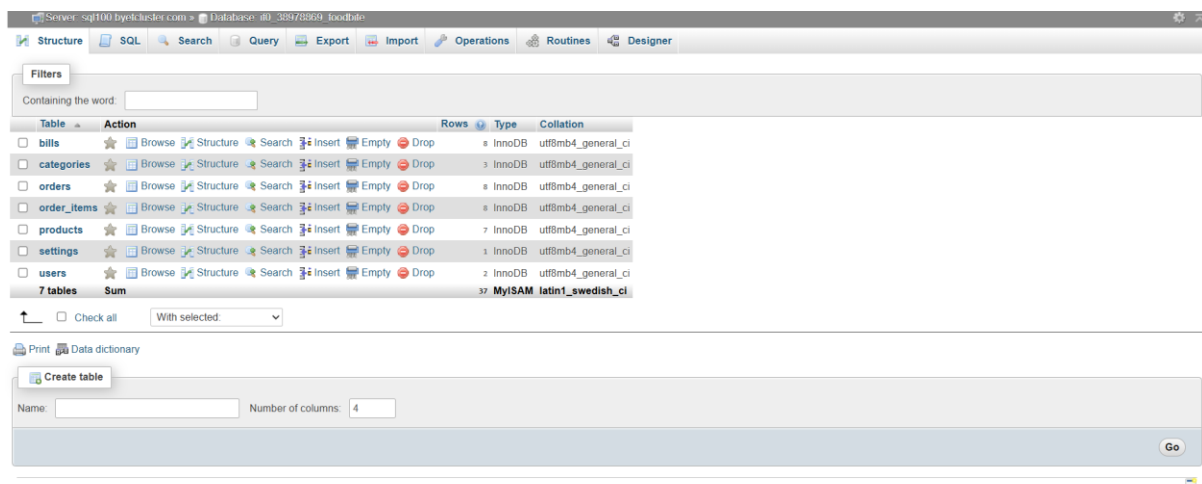 Server: sql100.byetcluster.com » Database: if0_38978869_foodbite
Structure SQL Search Query Export Import Operations Routines Designer
Filters
Containing the word:
Table Action Rows Type Collation
bills Browse Structure Search Insert Empty Drop 8 InnoDB utf8mb4_general_ci
categories Browse Structure Search Insert Empty Drop 3 InnoDB utf8mb4_general_ci
orders Browse Structure Search Insert Empty Drop 8 InnoDB utf8mb4_general_ci
order_items Browse Structure Search Insert Empty Drop 8 InnoDB utf8mb4_general_ci
products Browse Structure Search Insert Empty Drop 7 InnoDB utf8mb4_general_ci
settings Browse Structure Search Insert Empty Drop 1 InnoDB utf8mb4_general_ci
users Browse Structure Search Insert Empty Drop 2 InnoDB utf8mb4_general_ci
7 tables Sum 37 MyISAM latin1_swedish_ci
Check all With selected:
Print Data dictionary
Create table
Name: Number of columns: 4
Go